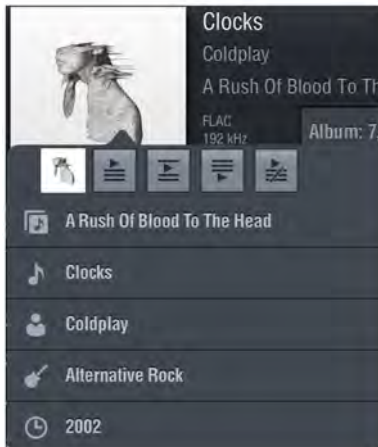 Clocks
Coldplay
A Rush Of Blood To Th
FLAC
192 kHz
Album: 7
A Rush Of Blood To The Head
Clocks
Coldplay
Alternative Rock
2002